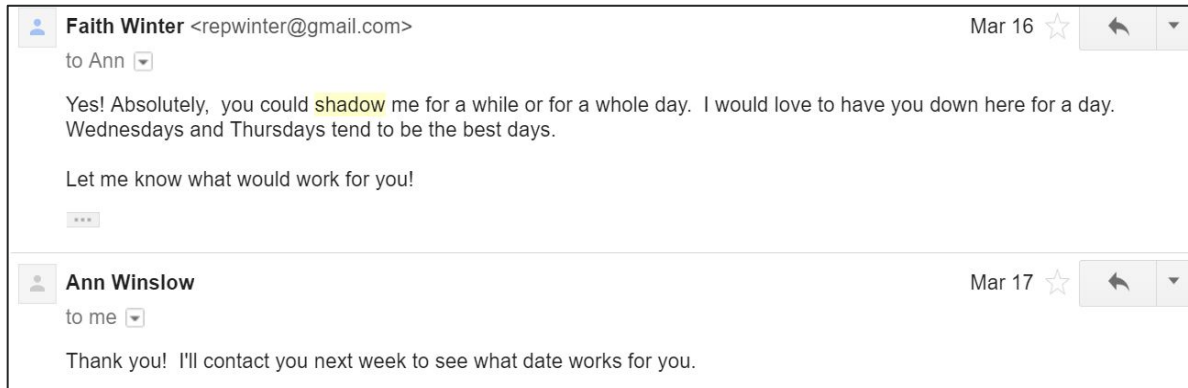 Faith Winter <repwinter@gmail.com> Mar 16
to Ann
Yes! Absolutely,  you could shadow me for a while or for a whole day.  I would love to have you down here for a day.
Wednesdays and Thursdays tend to be the best days.
Let me know what would work for you!
Ann Winslow Mar 17
to me
Thank you!  I'll contact you next week to see what date works for you.